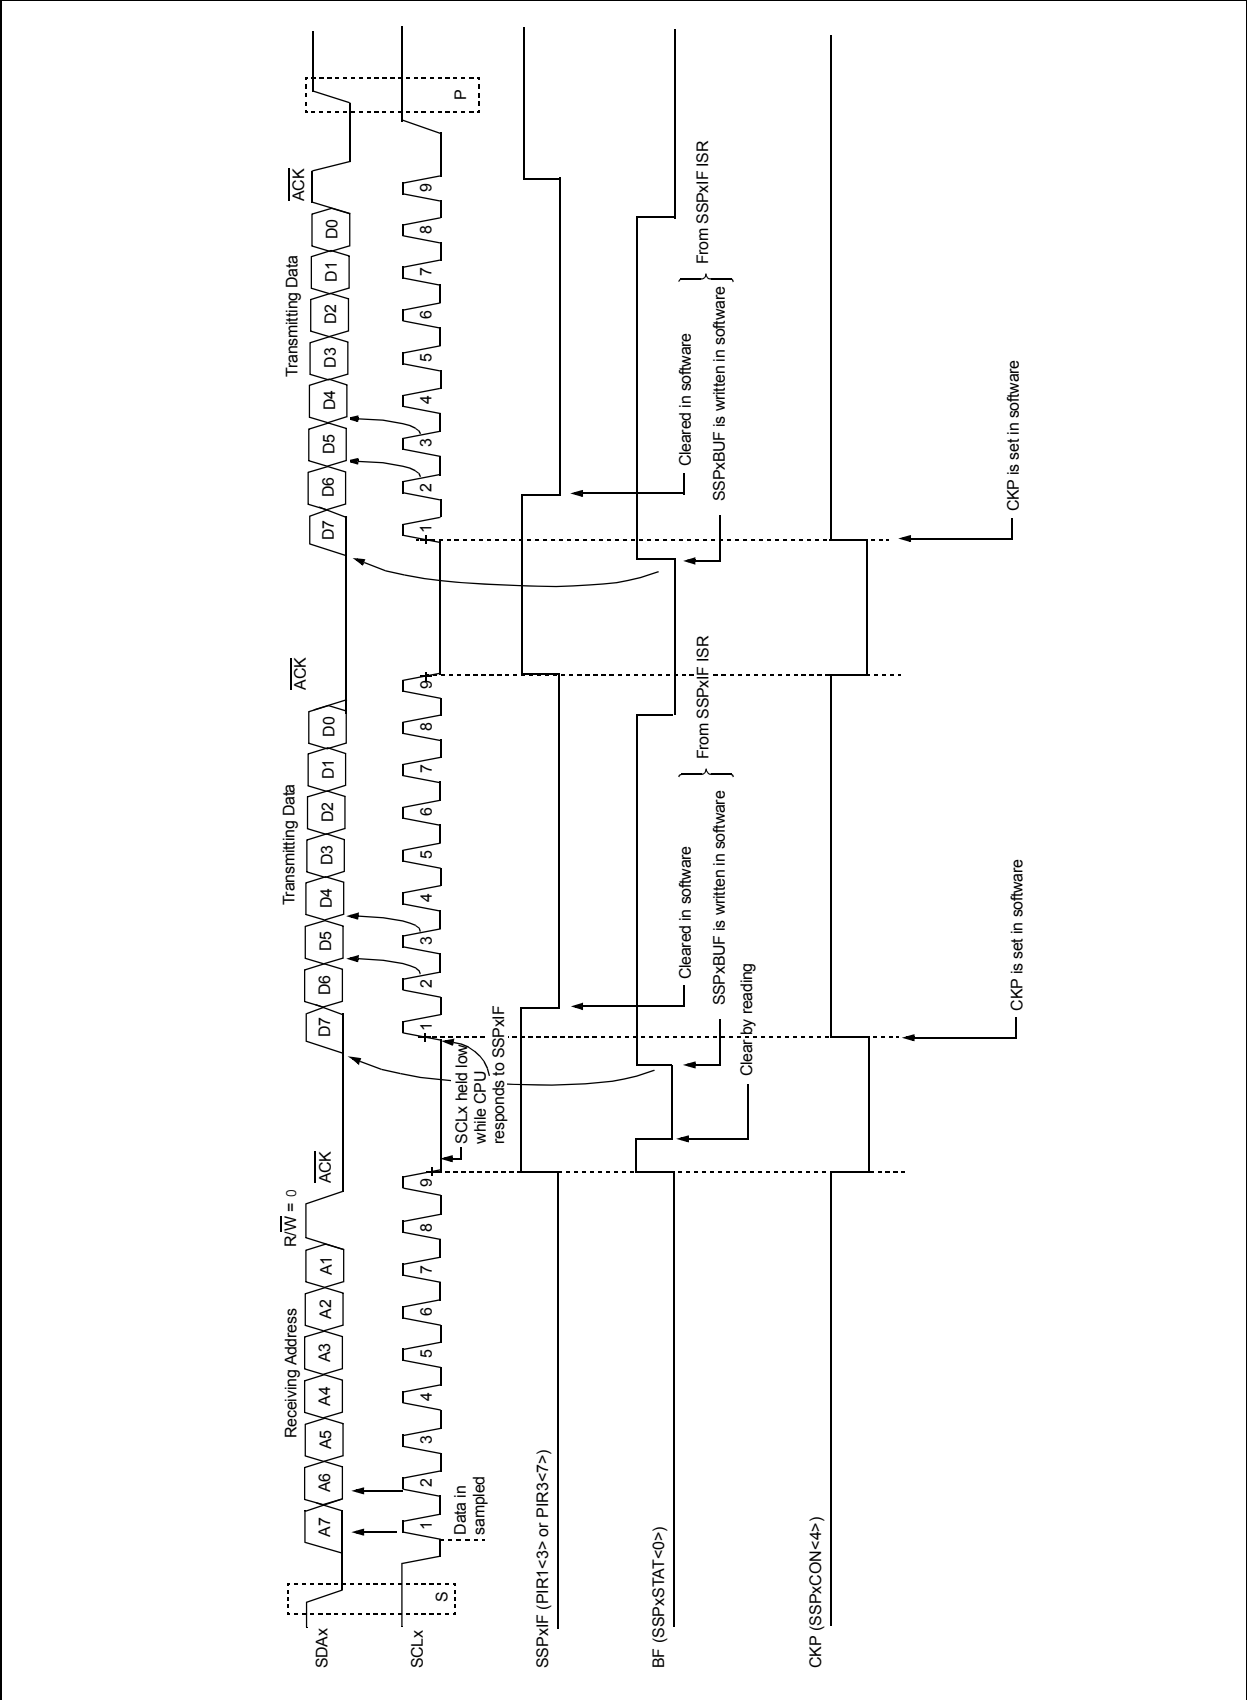 Receiving Address
R/W = 0
ACK
Transmitting Data
ACK
Transmitting Data
ACK
SDAx
A7 A6 A5 A4 A3 A2 A1
D7 D6 D5 D4 D3 D2 D1 D0
D7 D6 D5 D4 D3 D2 D1 D0
SCLx
1 2 3 4 5 6 7 8 9
1 2 3 4 5 6 7 8 9
1 2 3 4 5 6 7 8 9
S
P
Data in
sampled
SCLx held low
while CPU
responds to SSPxIF
SSPxIF (PIR1<3> or PIR3<7>)
Cleared in software
Cleared in software
BF (SSPxSTAT<0>)
SSPxBUF is written in software
From SSPxIF ISR
SSPxBUF is written in software
From SSPxIF ISR
Clear by reading
CKP (SSPxCON<4>)
CKP is set in software
CKP is set in software